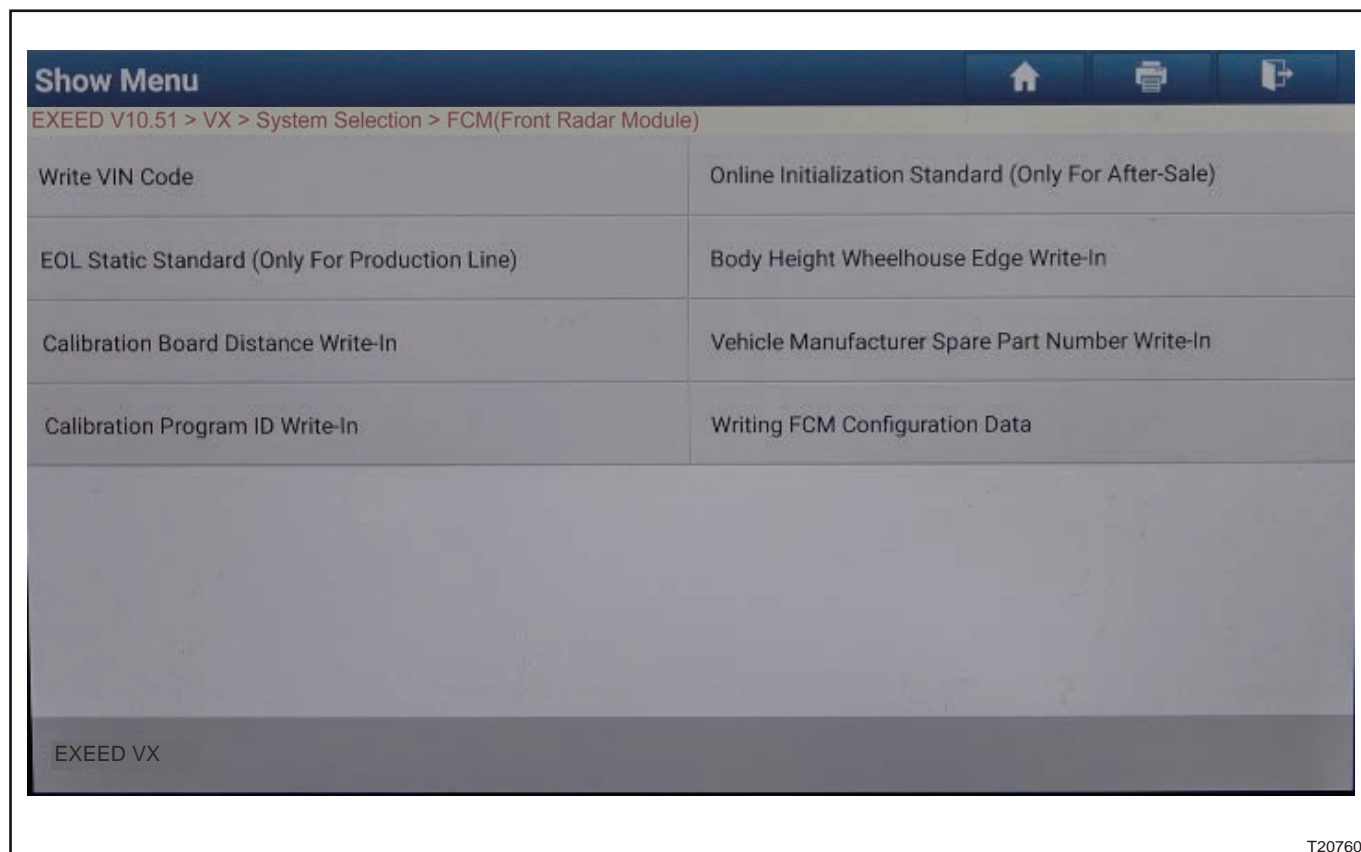 Show Menu
EXEED V10.51 > VX > System Selection > FCM(Front Radar Module)
Write VIN Code
Online Initialization Standard (Only For After-Sale)
EOL Static Standard (Only For Production Line)
Body Height Wheelhouse Edge Write-In
Calibration Board Distance Write-In
Vehicle Manufacturer Spare Part Number Write-In
Calibration Program ID Write-In
Writing FCM Configuration Data
EXEED VX
T20760